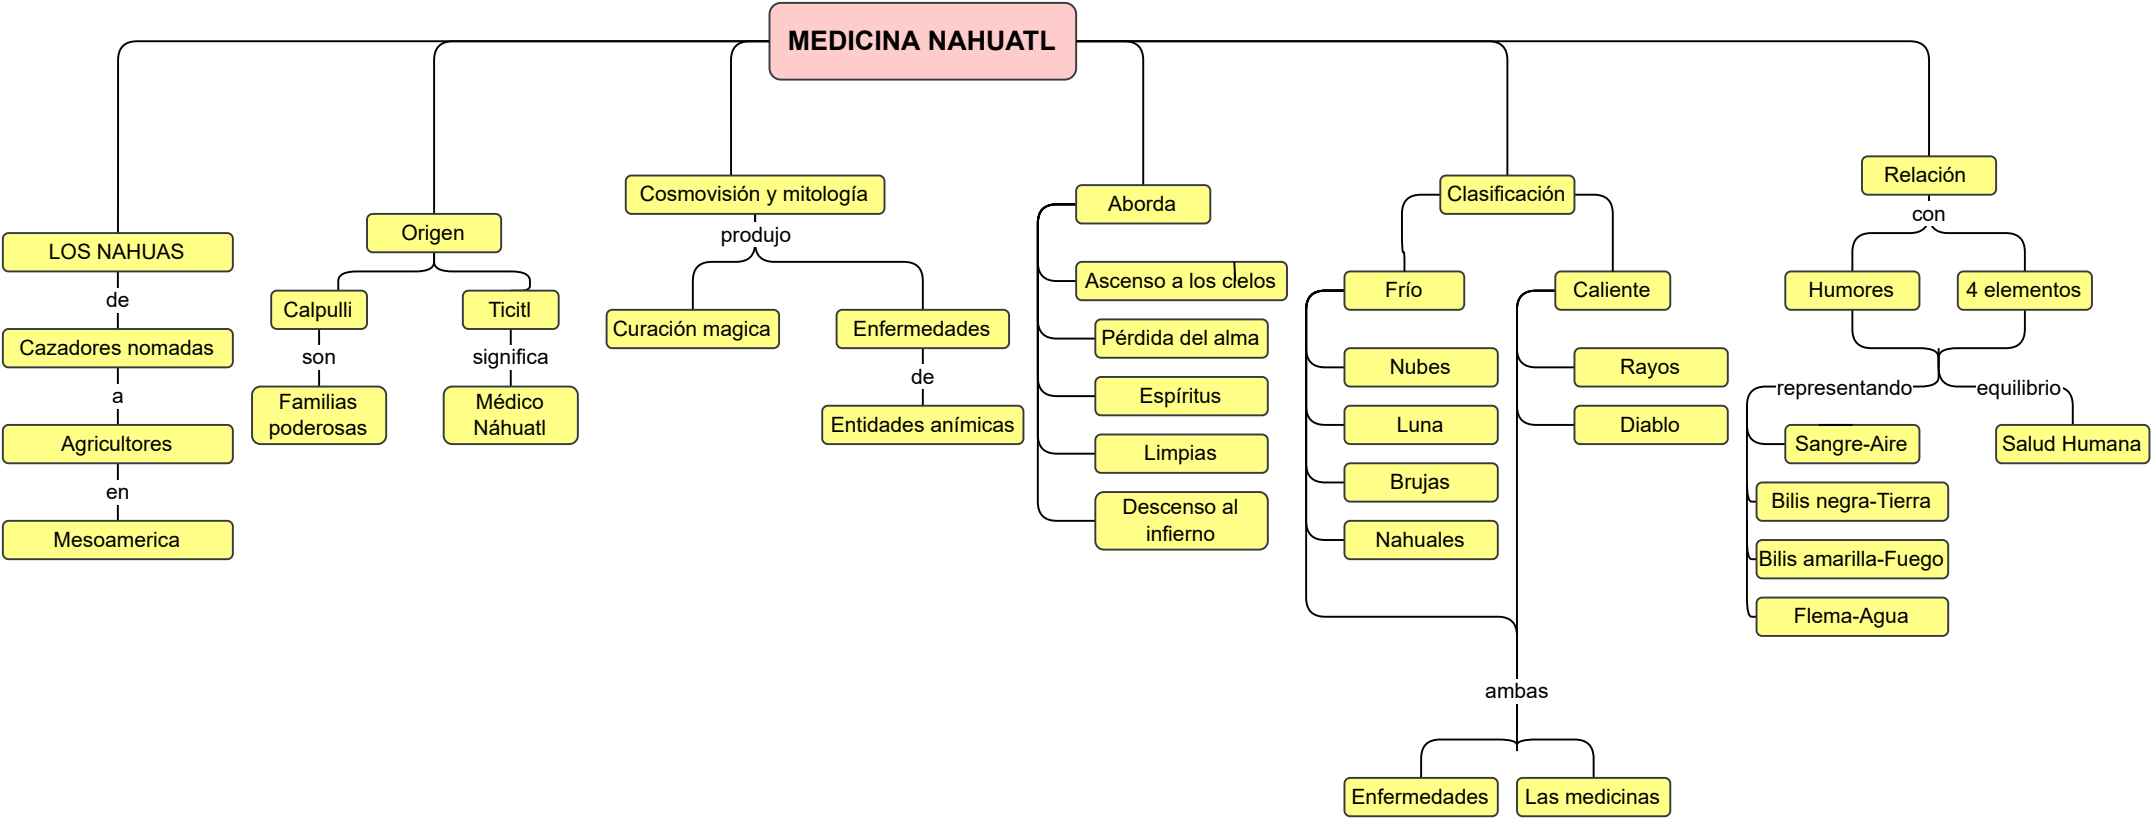 MEDICINA NAHUATL
LOS NAHUAS
de
Cazadores nomadas
a
Agricultores
en
Mesoamerica
Origen
Calpulli
son
Familias
poderosas
Ticitl
significa
Médico
Náhuatl
Cosmovisión y mitología
produjo
Curación magica
Enfermedades
de
Entidades anímicas
Aborda
Ascenso a los cielos
Pérdida del alma
Espíritus
Limpias
Descenso al
infierno
Clasificación
Frío
Nubes
Luna
Brujas
Nahuales
Caliente
Rayos
Diablo
ambas
Enfermedades
Las medicinas
Relación
con
Humores
4 elementos
representando
Sangre-Aire
Bilis negra-Tierra
Bilis amarilla-Fuego
Flema-Agua
equilibrio
Salud Humana